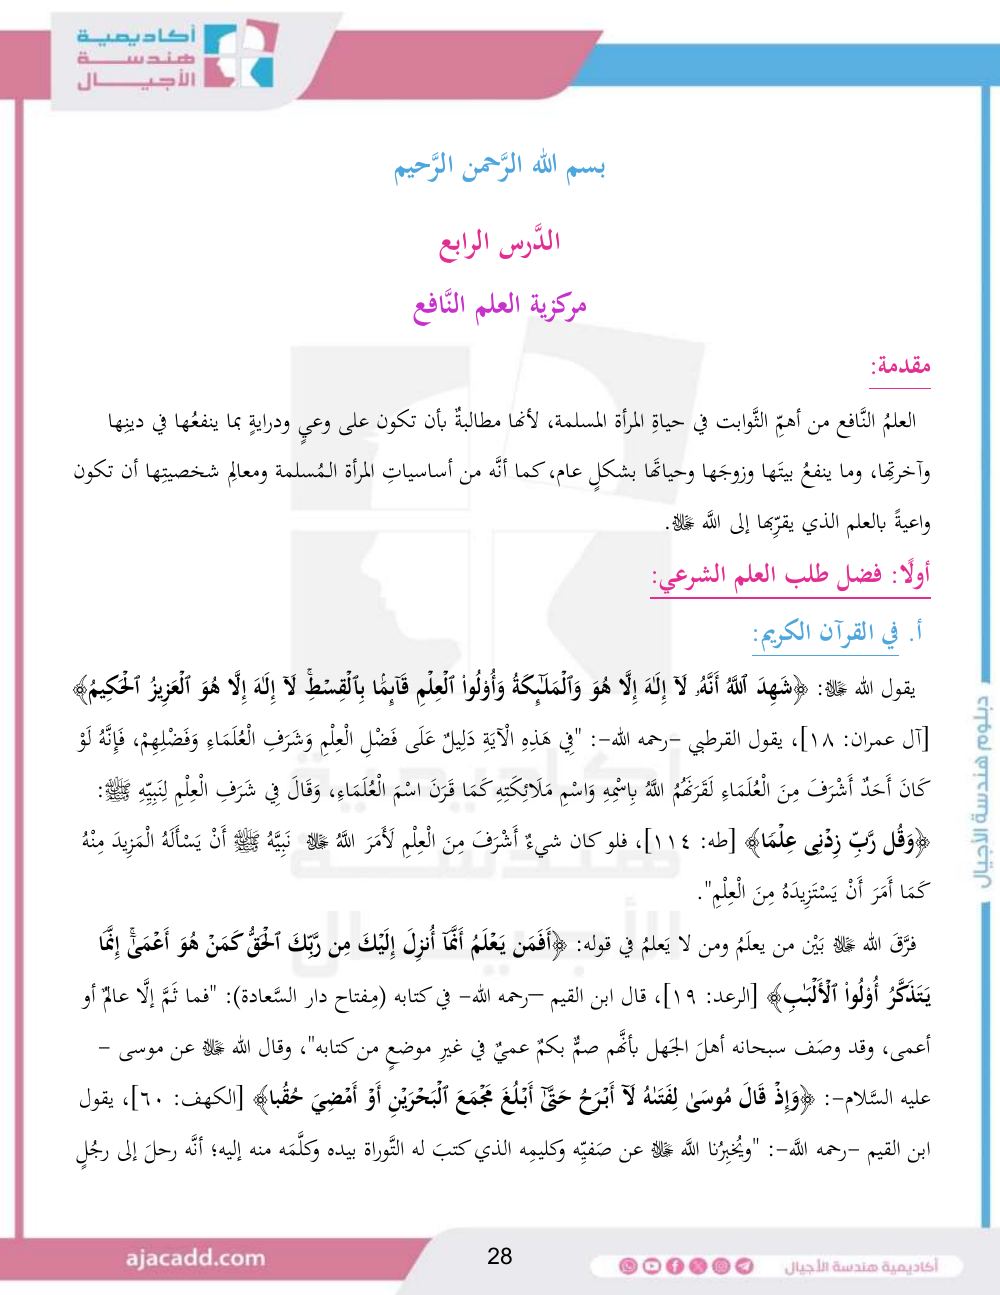 أكاديمية
هندسة
الأجيال
بسم الله الرَّحمن الرَّحيم
الدَّرس الرابع
مركزية العلم النَّافع
مقدمة:
العلمُ النَّافع من أهمِّ الثَّوابت في حياةِ المرأة المسلمة، لأنها مطالبةٌ بأن تكون على وعيٍ ودرايةٍ بما ينفعُها في دينِها
وآخرتِها، وما ينفعُ بيتَها وزوجَها وحياتَها بشكلٍ عام، كما أنَّه من أساسياتِ المرأة المُسلمة ومعالمِ شخصيتِها أن تكون
واعيةً بالعلم الذي يقرّبها إلى اللَّه ﷻ.
أولًا: فضل طلب العلم الشرعي:
أ. في القرآن الكريم:
يقول الله ﷻ: ﴿شَهِدَ ٱللَّهُ أَنَّهُۥ لَآ إِلَٰهَ إِلَّا هُوَ وَٱلۡمَلَٰٓئِكَةُ وَأُوْلُواْ ٱلۡعِلۡمِ قَآئِمَۢا بِٱلۡقِسۡطِۚ لَآ إِلَٰهَ إِلَّا هُوَ ٱلۡعَزِيزُ ٱلۡحَكِيمُ﴾
[آل عمران: ١٨]، يقول القرطبي –رحمه الله–: "فِي هَذِهِ الْآيَةِ دَلِيلٌ عَلَى فَضْلِ الْعِلْمِ وَشَرَفِ الْعُلَمَاءِ وَفَضْلِهِمْ، فَإِنَّهُ لَوْ
كَانَ أَحَدٌ أَشْرَفَ مِنَ الْعُلَمَاءِ لَقَرَنَهُمُ اللَّهُ بِاسْمِهِ وَاسْمِ مَلَائِكَتِهِ كَمَا قَرَنَ اسْمَ الْعُلَمَاءِ، وَقَالَ فِي شَرَفِ الْعِلْمِ لِنَبِيِّهِ ﷺ:
﴿وَقُل رَّبِّ زِدۡنِي عِلۡمٗا﴾ [طه: ١١٤]، فلو كان شيءٌ أَشْرَفَ مِنَ الْعِلْمِ لَأَمَرَ اللَّهُ ﷻ نَبِيَّهُ ﷺ أَنْ يَسْأَلَهُ الْمَزِيدَ مِنْهُ
كَمَا أَمَرَ أَنْ يَسْتَزِيدَهُ مِنَ الْعِلْمِ".
فرَّقَ الله ﷻ بَيْن من يعلَمُ ومن لا يَعلمُ في قوله: ﴿أَفَمَن يَعۡلَمُ أَنَّمَآ أُنزِلَ إِلَيۡكَ مِن رَّبِّكَ ٱلۡحَقُّ كَمَنۡ هُوَ أَعۡمَىٰٓۚ إِنَّمَا
يَتَذَكَّرُ أُوْلُواْ ٱلۡأَلۡبَٰبِ﴾ [الرعد: ١٩]، قال ابن القيم –رحمه الله– في كتابه (مِفتاح دار السَّعادة): "فما ثَمَّ إلَّا عالمٌ أو
أعمى، وقد وصَف سبحانه أهلَ الجَهل بأنَّهم صمٌّ بكمٌ عميٌ في غيرِ موضعٍ من كتابه"، وقال الله ﷻ عن موسى –
عليه السَّلام–: ﴿وَإِذۡ قَالَ مُوسَىٰ لِفَتَىٰهُ لَآ أَبۡرَحُ حَتَّىٰٓ أَبۡلُغَ مَجۡمَعَ ٱلۡبَحۡرَيۡنِ أَوۡ أَمۡضِيَ حُقُبٗا﴾ [الكهف: ٦٠]، يقول
ابن القيم –رحمه اللَّه–: "ويُخبِرُنا اللَّه ﷻ عن صَفيِّه وكليمِه الذي كتبَ له التَّوراة بيده وكلَّمَه منه إليه؛ أنَّه رحلَ إلى رجُلٍ
دبلوم هندسة الأجيال
ajacadd.com
28
أكاديمية هندسة الأجيال